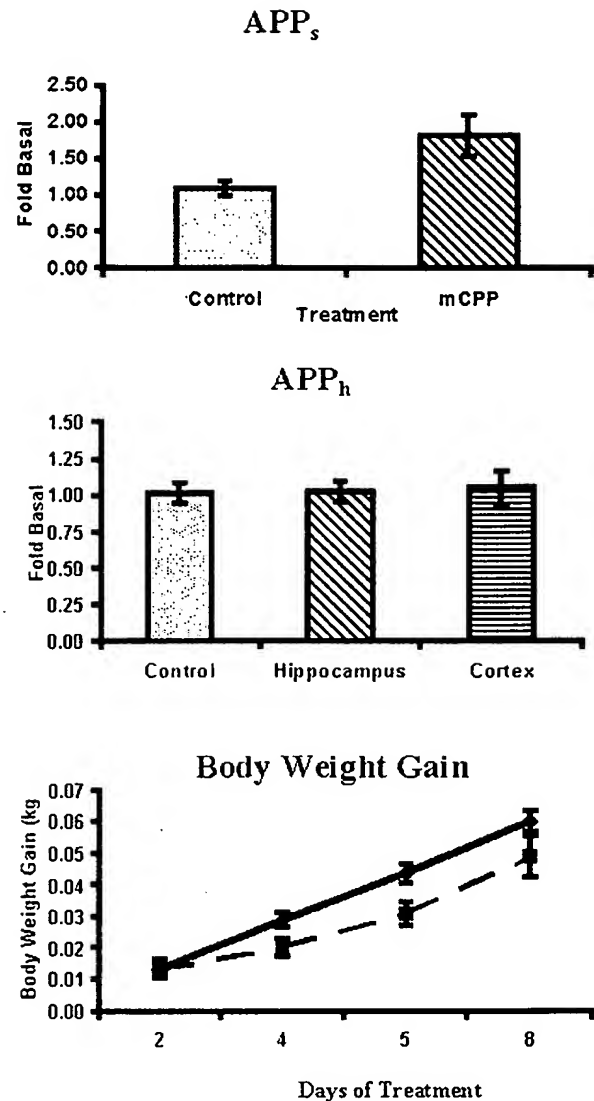 APPs
2.50
2.00
1.50
1.00
0.50
0.00
Fold Basal
Control
mCPP
Treatment
APPh
1.50
1.25
1.00
0.75
0.50
0.25
0.00
Fold Basal
Control
Hippocampus
Cortex
Body Weight Gain
0.07
0.06
0.05
0.04
0.03
0.02
0.01
0.00
Body Weight Gain (kg
2
4
5
8
Days of Treatment